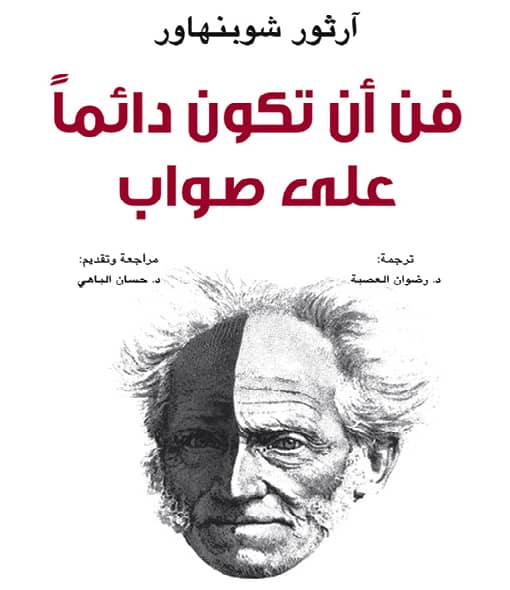 آرثور شوبنهاور
فن أن تكون دائماً
على صواب
ترجمة:
د. رضوان العصبة
مراجعة وتقديم:
د. حسان الباهي